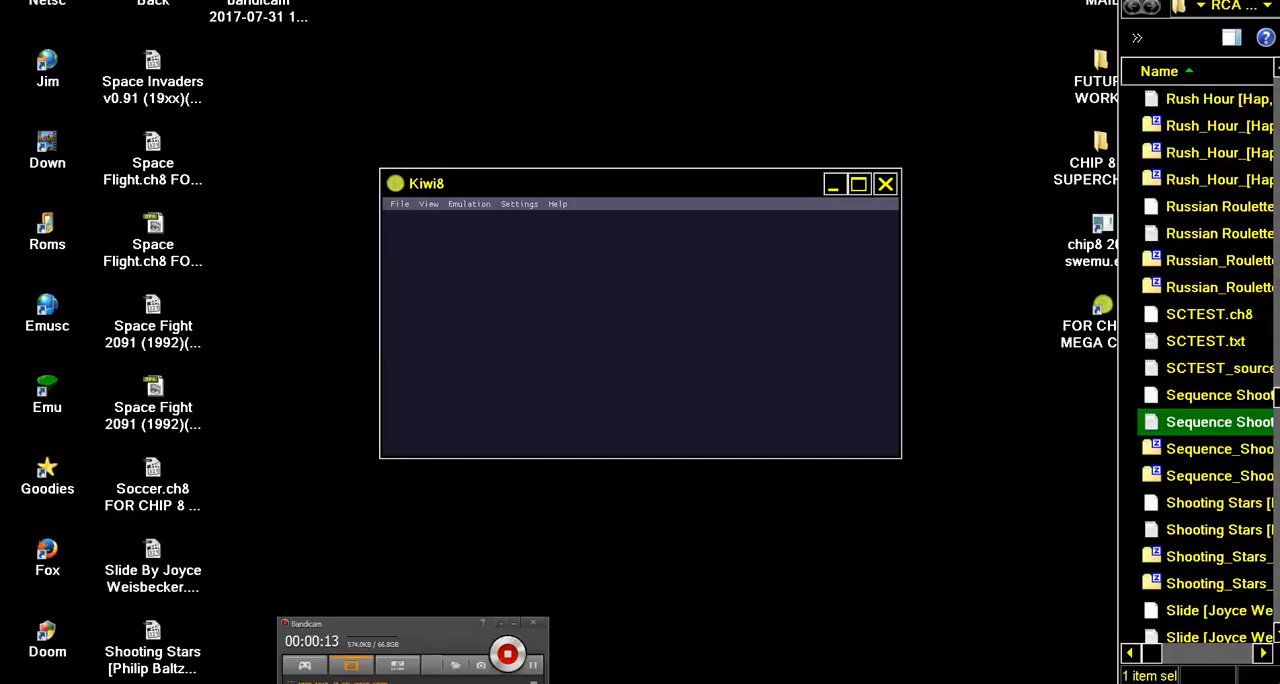 Back
2017-07-31 1...
Jim
Space Invaders
v0.91 (19xx)(...
Down
Space
Flight.ch8 FO...
Roms
Space
Flight.ch8 FO...
Emusc
Space Fight
2091 (1992)(...
Emu
Space Fight
2091 (1992)(...
Goodies
Soccer.ch8
FOR CHIP 8 ...
Fox
Slide By Joyce
Weisbecker....
Doom
Shooting Stars
[Philip Baltz...
Kiwi8
File View Emulation Settings Help
Bandicam
00:00:13 574.0KB / 66.8GB
FUTUR
WORK
CHIP 8
SUPERCH
chip8 20
swemu.e
FOR CH
MEGA C
RCA ...
Name
Rush Hour [Hap,
Rush_Hour_[Hap
Rush_Hour_[Hap
Rush_Hour_[Hap
Russian Roulette
Russian Roulette
Russian_Roulette
Russian_Roulette
SCTEST.ch8
SCTEST.txt
SCTEST_source
Sequence Shoot
Sequence Shoot
Sequence_Shoo
Sequence_Shoo
Shooting Stars [
Shooting Stars [
Shooting_Stars_
Shooting_Stars_
Slide [Joyce We
Slide [Joyce We
1 item sel